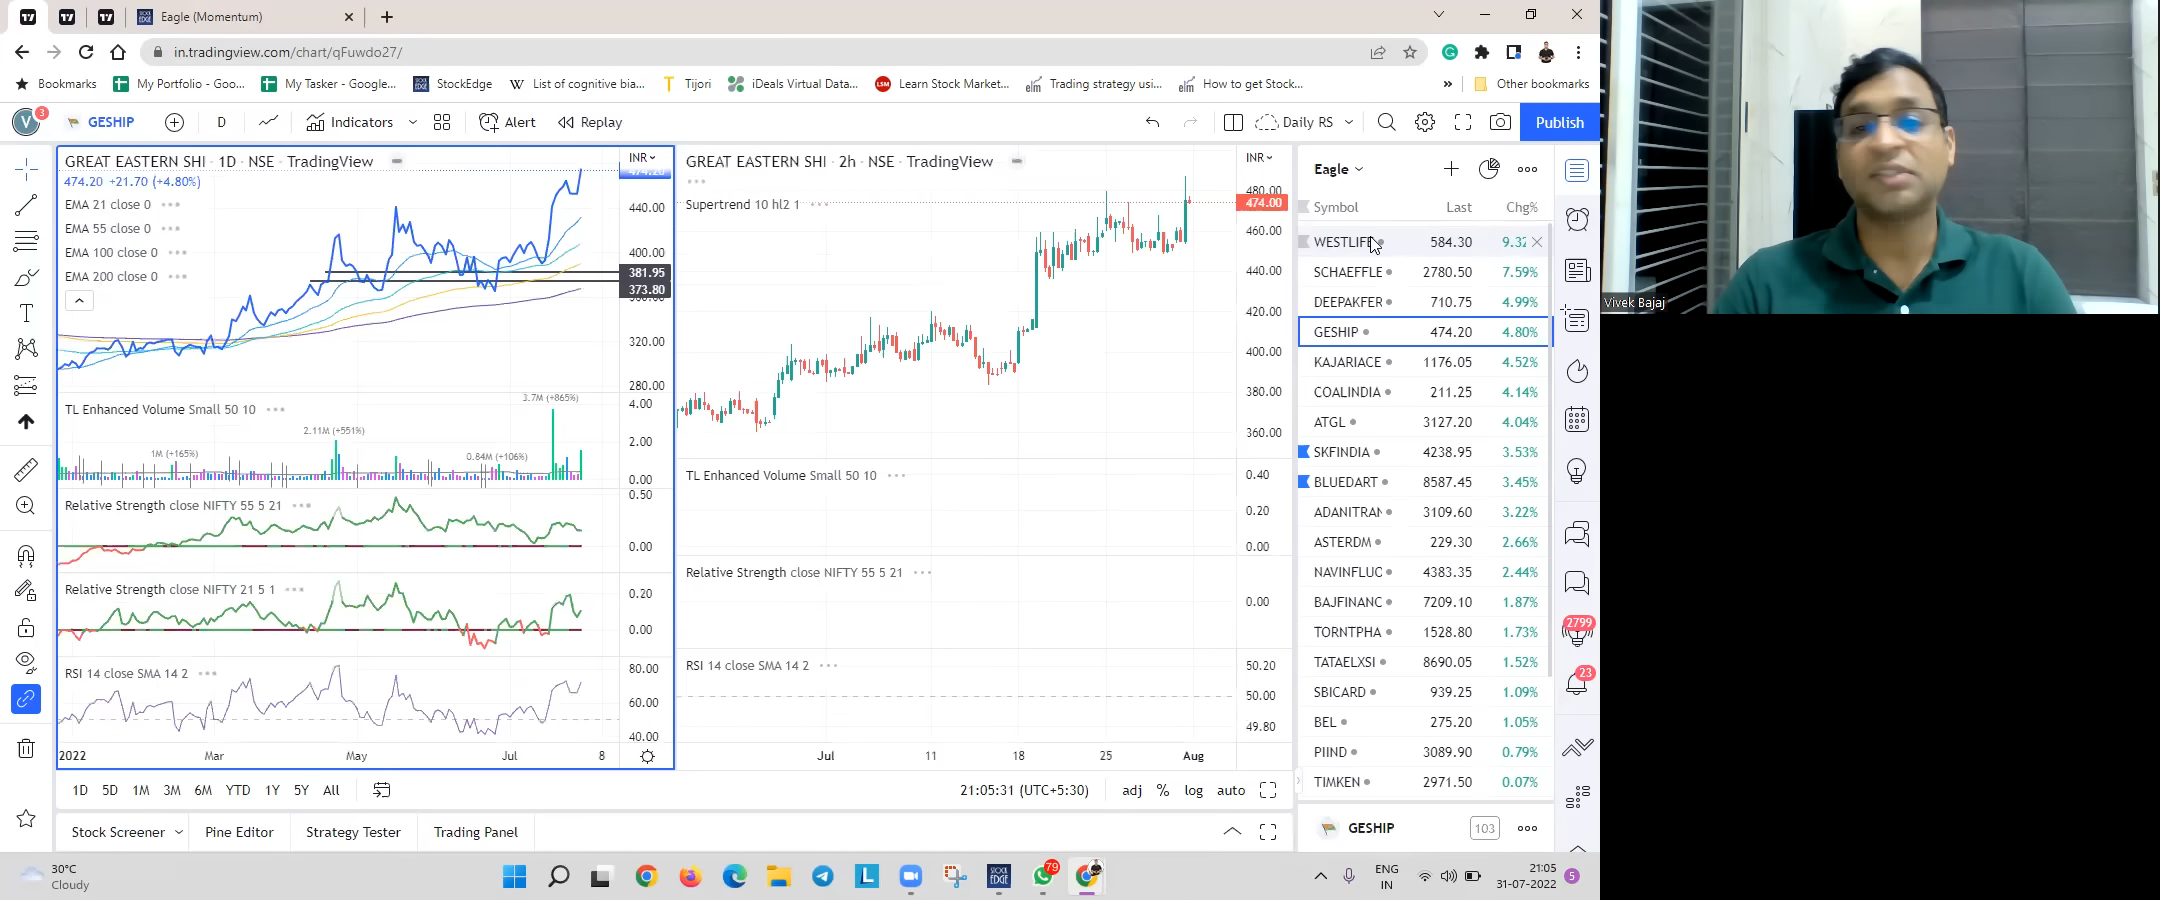 Eagle (Momentum)
in.tradingview.com/chart/qFuwdo27/
Bookmarks My Portfolio - Goo... My Tasker - Google... StockEdge List of cognitive bia... Tijori iDeals Virtual Data... LSM Learn Stock Market... elm Trading strategy usi... elm How to get Stock... » Other bookmarks
V 3 GESHIP D Indicators Alert Replay Daily RS Publish
GREAT EASTERN SHI · 1D · NSE · TradingView
INR
474.20 +21.70 (+4.80%)
474.20
EMA 21 close 0
EMA 55 close 0
EMA 100 close 0
EMA 200 close 0
440.00
400.00
381.95
373.80
360.00
320.00
280.00
TL Enhanced Volume Small 50 10
3.7M (+865%)
2.11M (+551%)
1M (+165%)
0.84M (+106%)
4.00
2.00
0.00
Relative Strength close NIFTY 55 5 21
0.50
0.00
Relative Strength close NIFTY 21 5 1
0.20
0.00
RSI 14 close SMA 14 2
80.00
60.00
40.00
2022 Mar May Jul 8
GREAT EASTERN SHI · 2h · NSE · TradingView
INR
Supertrend 10 hl2 1
480.00
474.00
460.00
440.00
420.00
400.00
380.00
360.00
TL Enhanced Volume Small 50 10
0.40
0.20
0.00
Relative Strength close NIFTY 55 5 21
0.00
RSI 14 close SMA 14 2
50.20
50.00
49.80
Jul 11 18 25 Aug
1D 5D 1M 3M 6M YTD 1Y 5Y All
21:05:31 (UTC+5:30) adj % log auto
Stock Screener Pine Editor Strategy Tester Trading Panel
Eagle
Symbol Last Chg%
WESTLIFE 584.30 9.32
SCHAEFFLE 2780.50 7.59%
DEEPAKFER 710.75 4.99%
GESHIP 474.20 4.80%
KAJARIACE 1176.05 4.52%
COALINDIA 211.25 4.14%
ATGL 3127.20 4.04%
SKFINDIA 4238.95 3.53%
BLUEDART 8587.45 3.45%
ADANITRAN 3109.60 3.22%
ASTERDM 229.30 2.66%
NAVINFLUO 4383.35 2.44%
BAJFINANC 7209.10 1.87%
TORNTPHA 1528.80 1.73%
TATAELXSI 8690.05 1.52%
SBICARD 939.25 1.09%
BEL 275.20 1.05%
PIIND 3089.90 0.79%
TIMKEN 2971.50 0.07%
GESHIP 103
2799
23
Vivek Bajaj
30°C
Cloudy
STOCK EDGE
79
ENG
IN
21:05
31-07-2022
5